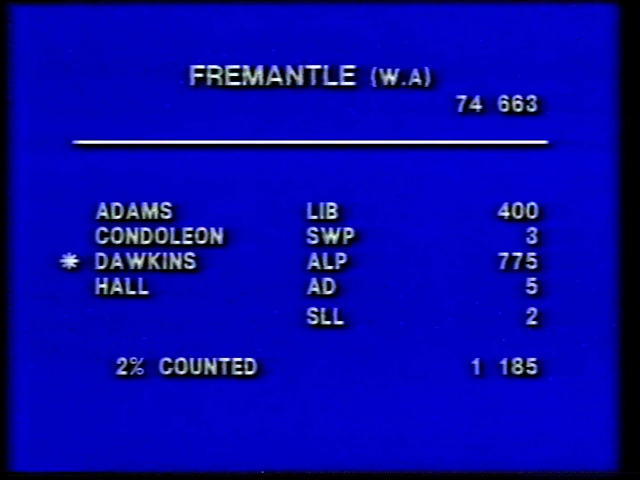 FREMANTLE (W.A)
74 663
ADAMS LIB 400
CONDOLEON SWP 3
* DAWKINS ALP 775
HALL AD 5
SLL 2
2% COUNTED 1 185